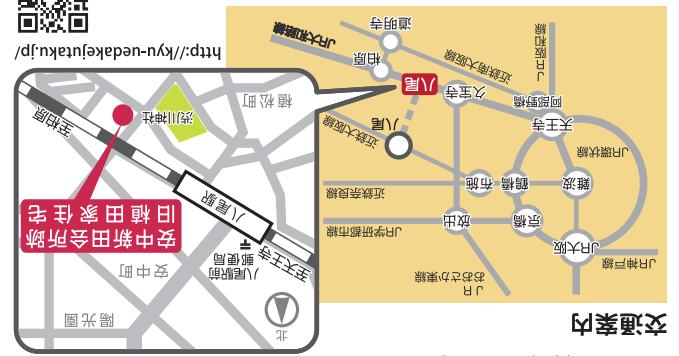 交通案内
JR神戸線
JR大阪
JR
おおさか東線
京橋
放出
JR学研都市線
難波
鶴橋
布施
近鉄奈良線
JR環状線
天王寺
阿部野橋
久宝寺
八尾
近鉄大阪線
八尾
JR阪和線
近鉄南大阪線
柏原
道明寺
JR大和路線
北
陽光園
至天王寺
八尾駅前
郵便局
安中町
八尾駅
安中新田会所跡
旧植田家住宅
渋川神社
植松町
至柏原
http://kyu-uedakejutaku.jp/